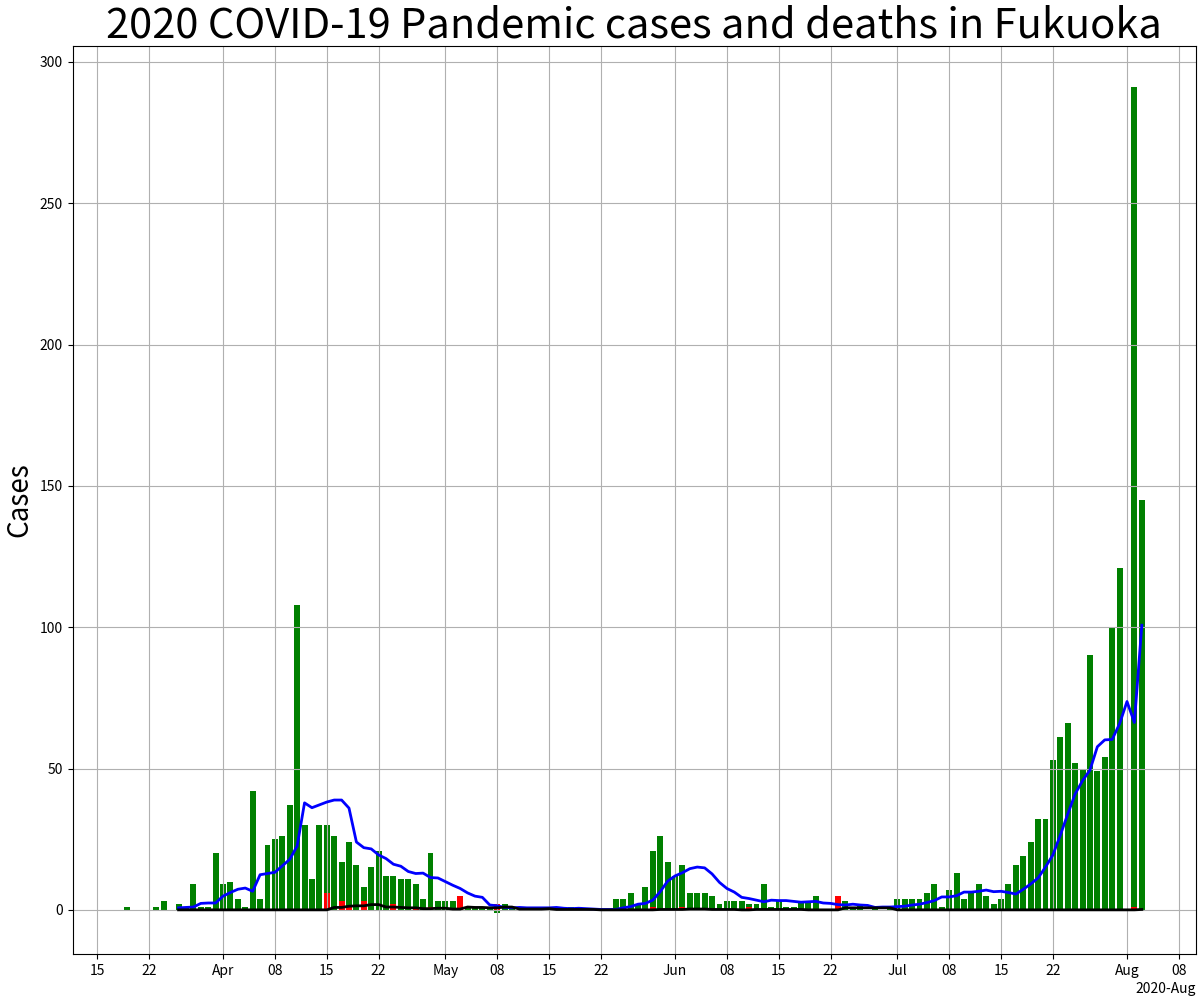 2020 COVID-19 Pandemic cases and deaths in Fukuoka
300
250
200
150
100
50
0
Cases
15 22 Apr 08 15 22 May 08 15 22 Jun 08 15 22 Jul 08 15 22 Aug 08
2020-Aug